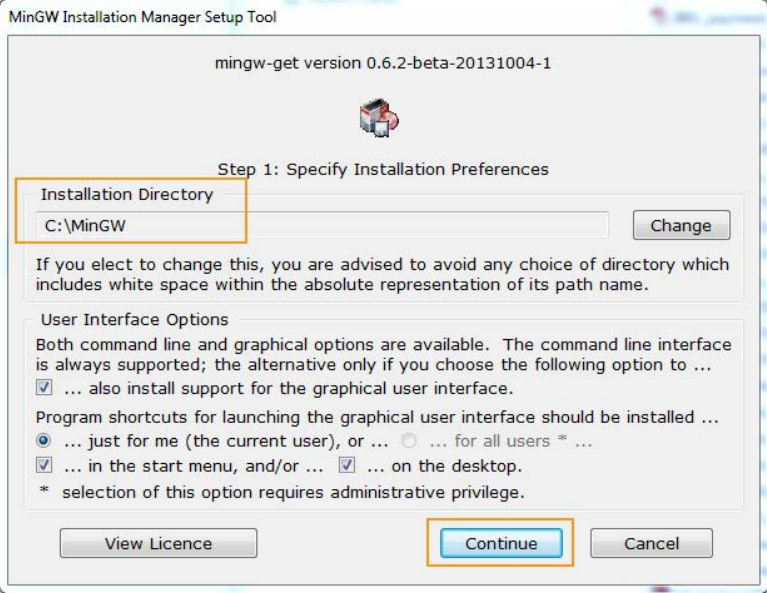 MinGW Installation Manager Setup Tool
mingw-get version 0.6.2-beta-20131004-1
Step 1: Specify Installation Preferences
Installation Directory
C:\MinGW
Change
If you elect to change this, you are advised to avoid any choice of directory which
includes white space within the absolute representation of its path name.
User Interface Options
Both command line and graphical options are available.  The command line interface
is always supported; the alternative only if you choose the following option to ...
... also install support for the graphical user interface.
Program shortcuts for launching the graphical user interface should be installed ...
... just for me (the current user), or ... ... for all users * ...
... in the start menu, and/or ... ... on the desktop.
* selection of this option requires administrative privilege.
View Licence Continue Cancel